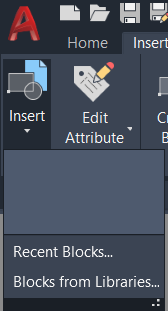 Home
Insert
Insert
Edit
Attribute
Recent Blocks...
Blocks from Libraries...